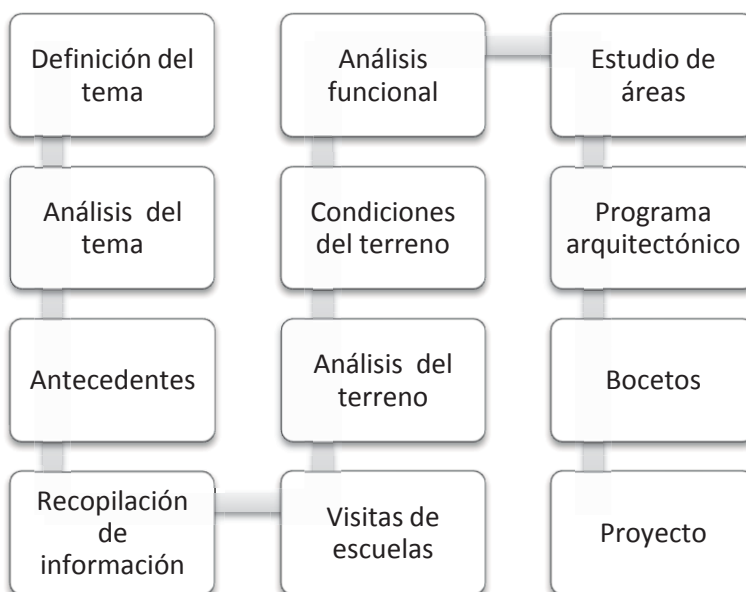 Definición del
tema
Análisis del
tema
Antecedentes
Recopilación
de
información
Visitas de
escuelas
Análisis del
terreno
Condiciones
del terreno
Análisis
funcional
Estudio de
áreas
Programa
arquitectónico
Bocetos
Proyecto